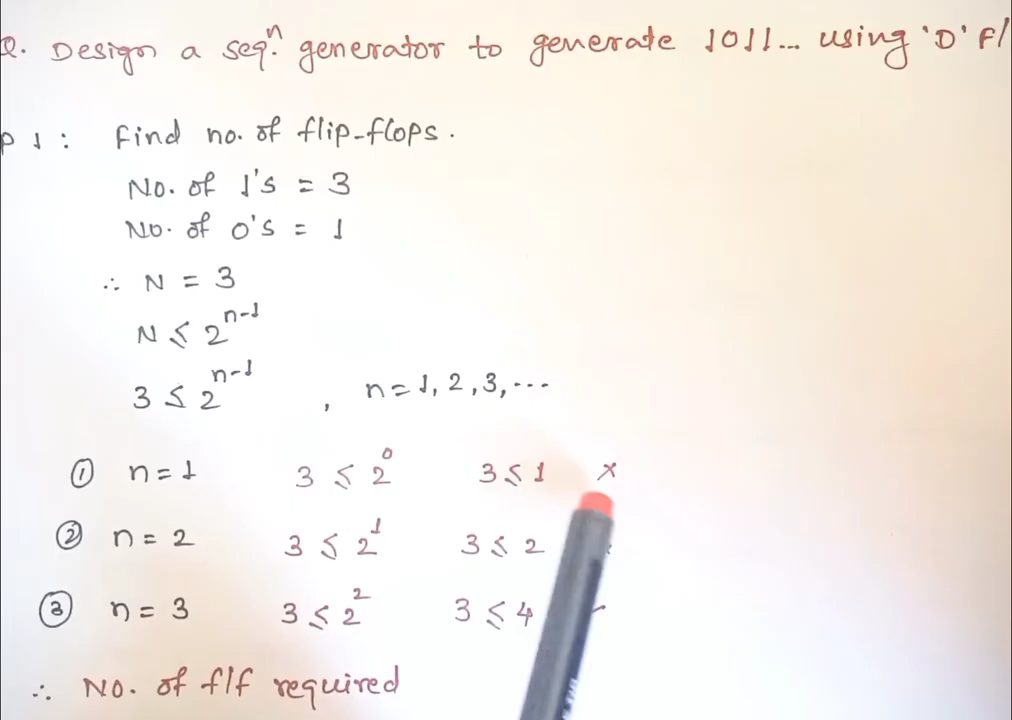 Q. Design a seqn. generator to generate 1011... using 'D' F/
P 1 : Find no. of flip-flops.
No. of 1's = 3
No. of 0's = 1
∴ N = 3
N ≤ 2^{n-1}
3 ≤ 2^{n-1} , n = 1, 2, 3, ...
① n = 1 3 ≤ 2^0 3 ≤ 1 ×
② n = 2 3 ≤ 2^1 3 ≤ 2
③ n = 3 3 ≤ 2^2 3 ≤ 4
∴ No. of f/f required